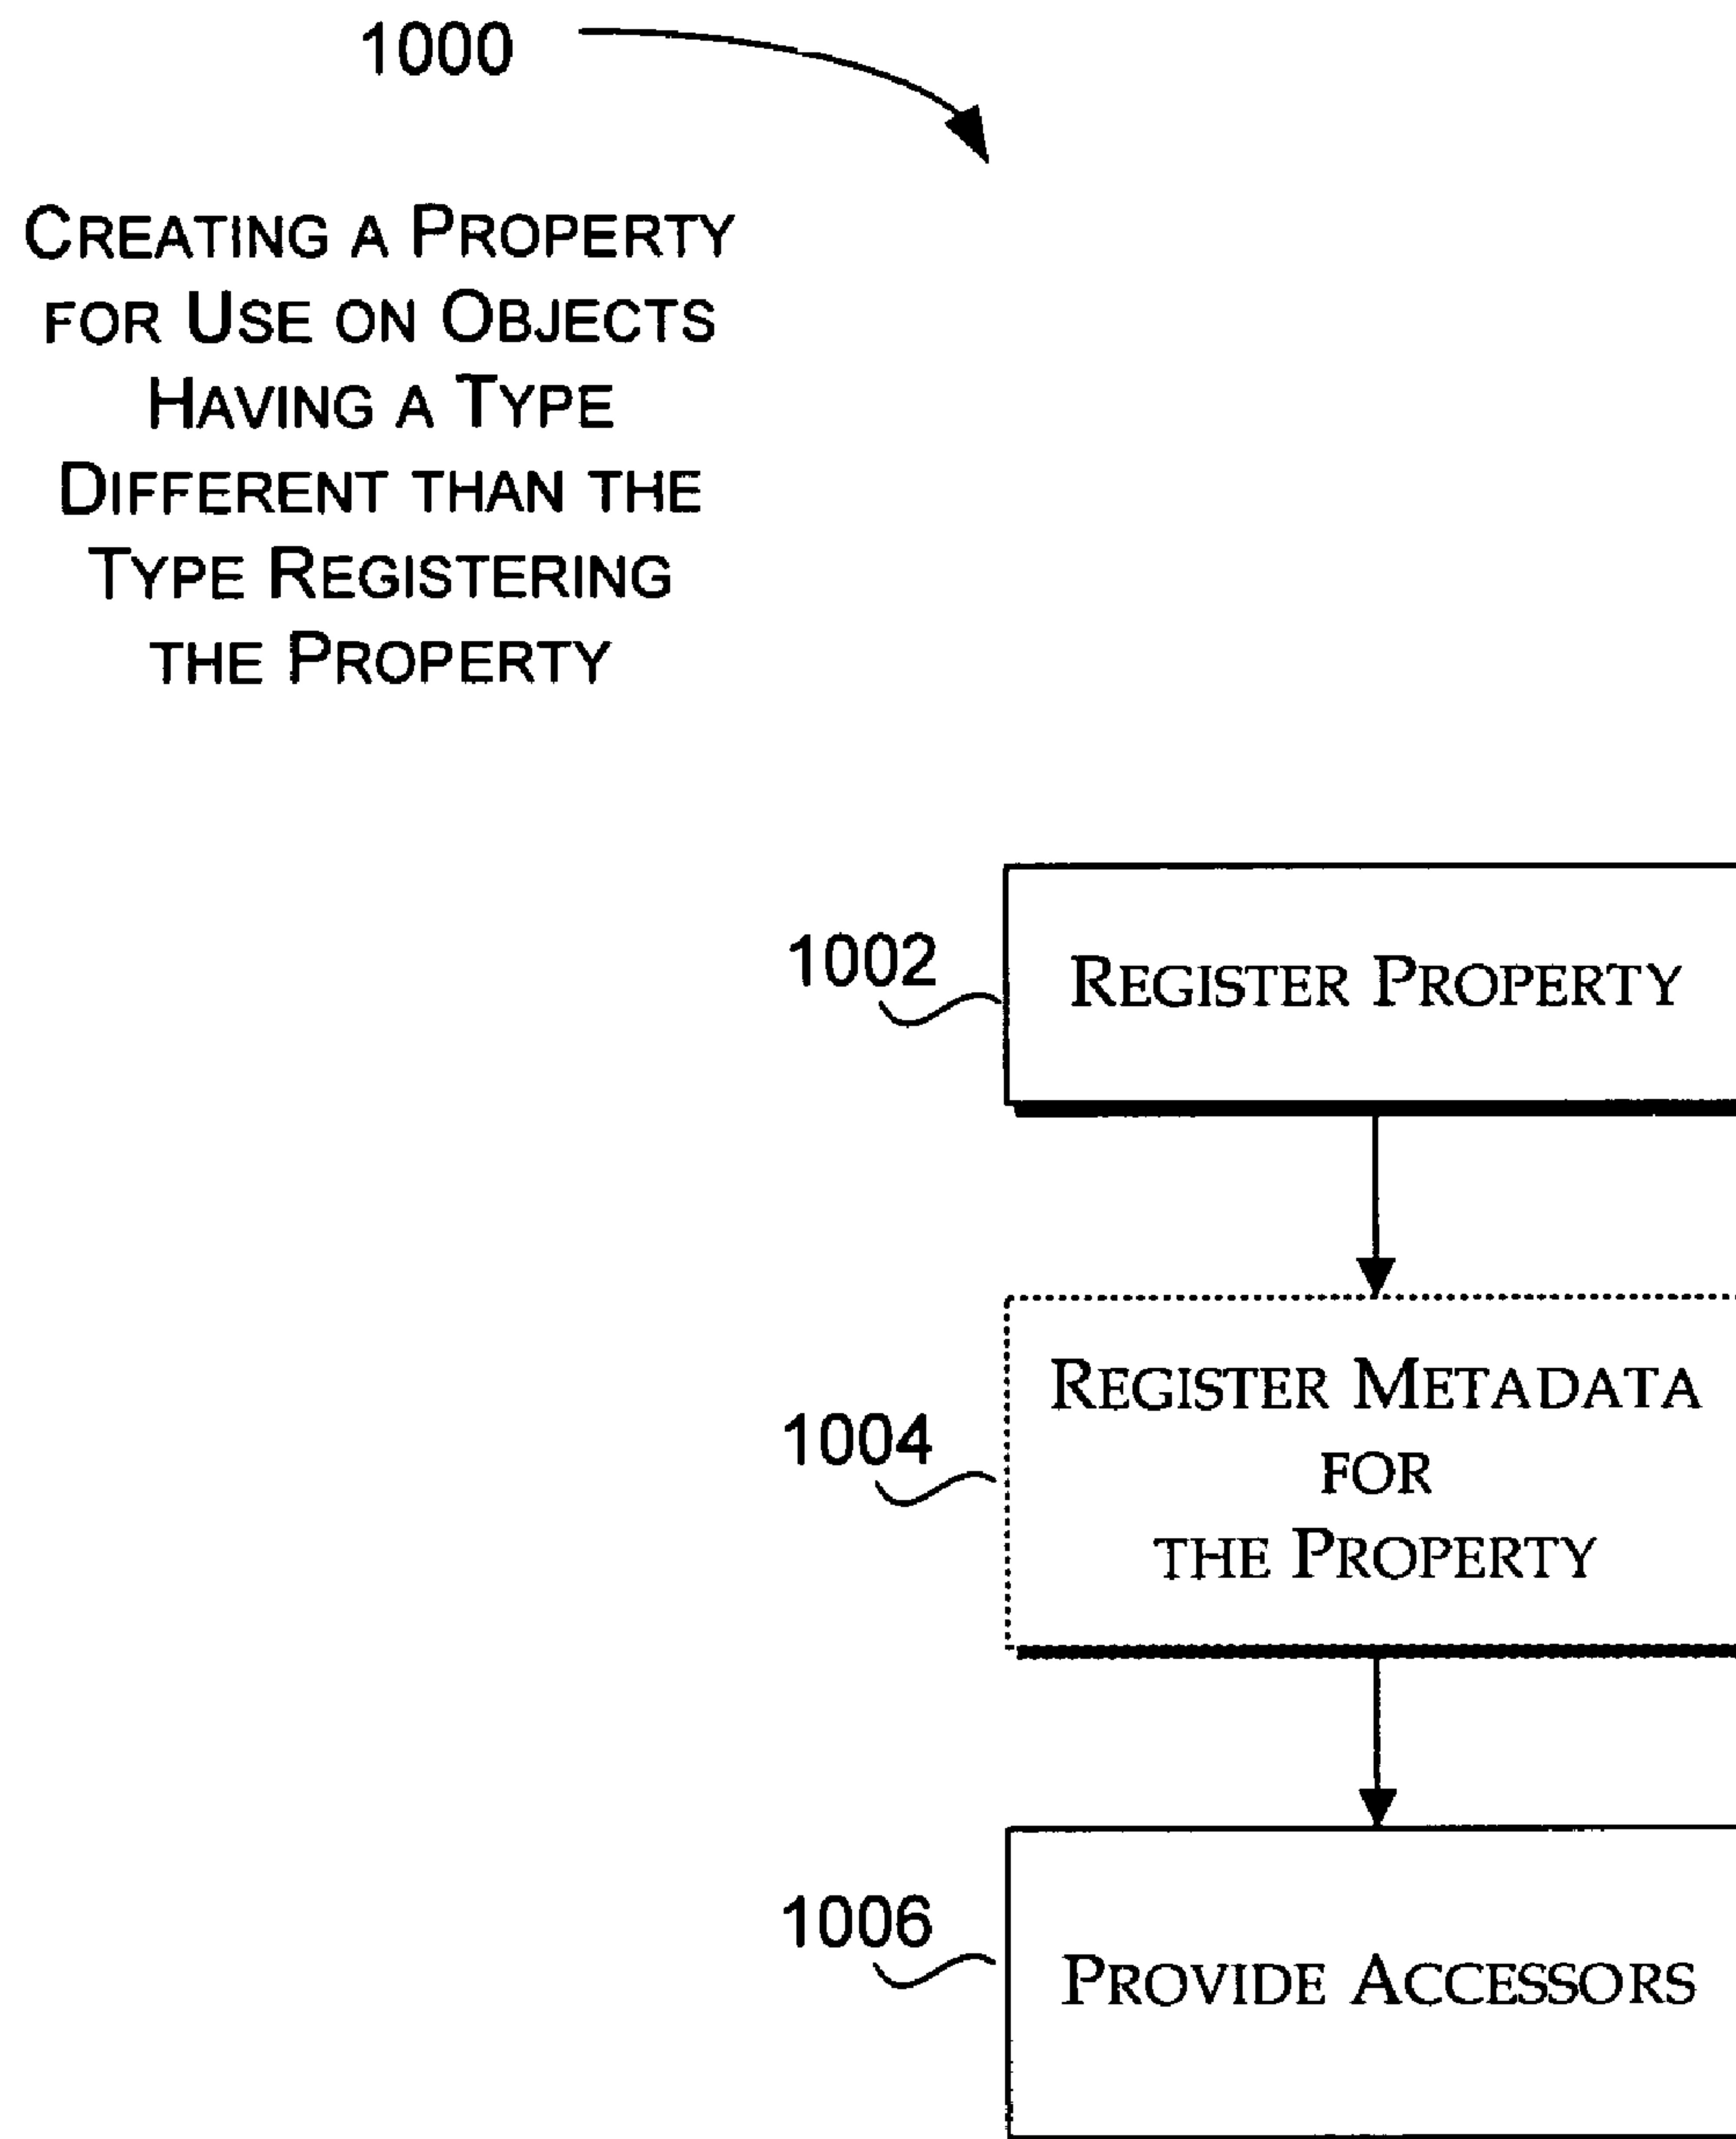 1000
CREATING A PROPERTY
FOR USE ON OBJECTS
HAVING A TYPE
DIFFERENT THAN THE
TYPE REGISTERING
THE PROPERTY
1002
REGISTER PROPERTY
1004
REGISTER METADATA
FOR
THE PROPERTY
1006
PROVIDE ACCESSORS